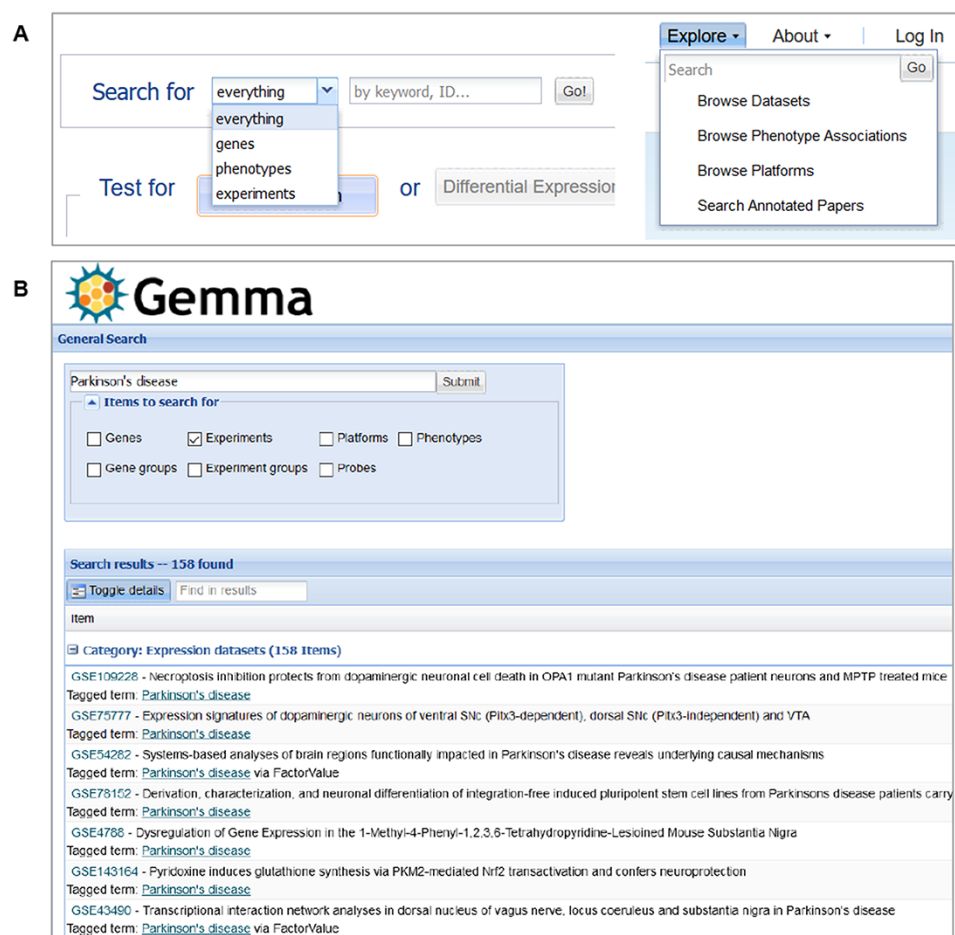 A
Search for everything by keyword, ID... Go!
everything
genes
phenotypes
experiments
Test for or Differential Expression
Explore About Log In
Search Go
Browse Datasets
Browse Phenotype Associations
Browse Platforms
Search Annotated Papers
B
Gemma
General Search
Parkinson's disease Submit
Items to search for
Genes Experiments Platforms Phenotypes
Gene groups Experiment groups Probes
Search results -- 158 found
Toggle details Find in results
Item
Category: Expression datasets (158 Items)
GSE109228 - Necroptosis inhibition protects from dopaminergic neuronal cell death in OPA1 mutant Parkinson's disease patient neurons and MPTP treated mice
Tagged term: Parkinson's disease
GSE75777 - Expression signatures of dopaminergic neurons of ventral SNc (Pitx3-dependent), dorsal SNc (Pitx3-independent) and VTA
Tagged term: Parkinson's disease
GSE54282 - Systems-based analyses of brain regions functionally impacted in Parkinson's disease reveals underlying causal mechanisms
Tagged term: Parkinson's disease via FactorValue
GSE78152 - Derivation, characterization, and neuronal differentiation of integration-free induced pluripotent stem cell lines from Parkinsons disease patients carry
Tagged term: Parkinson's disease
GSE4788 - Dysregulation of Gene Expression in the 1-Methyl-4-Phenyl-1,2,3,6-Tetrahydropyridine-Lesioined Mouse Substantia Nigra
Tagged term: Parkinson's disease
GSE143164 - Pyridoxine induces glutathione synthesis via PKM2-mediated Nrf2 transactivation and confers neuroprotection
Tagged term: Parkinson's disease
GSE43490 - Transcriptional interaction network analyses in dorsal nucleus of vagus nerve, locus coeruleus and substantia nigra in Parkinson's disease
Tagged term: Parkinson's disease via FactorValue